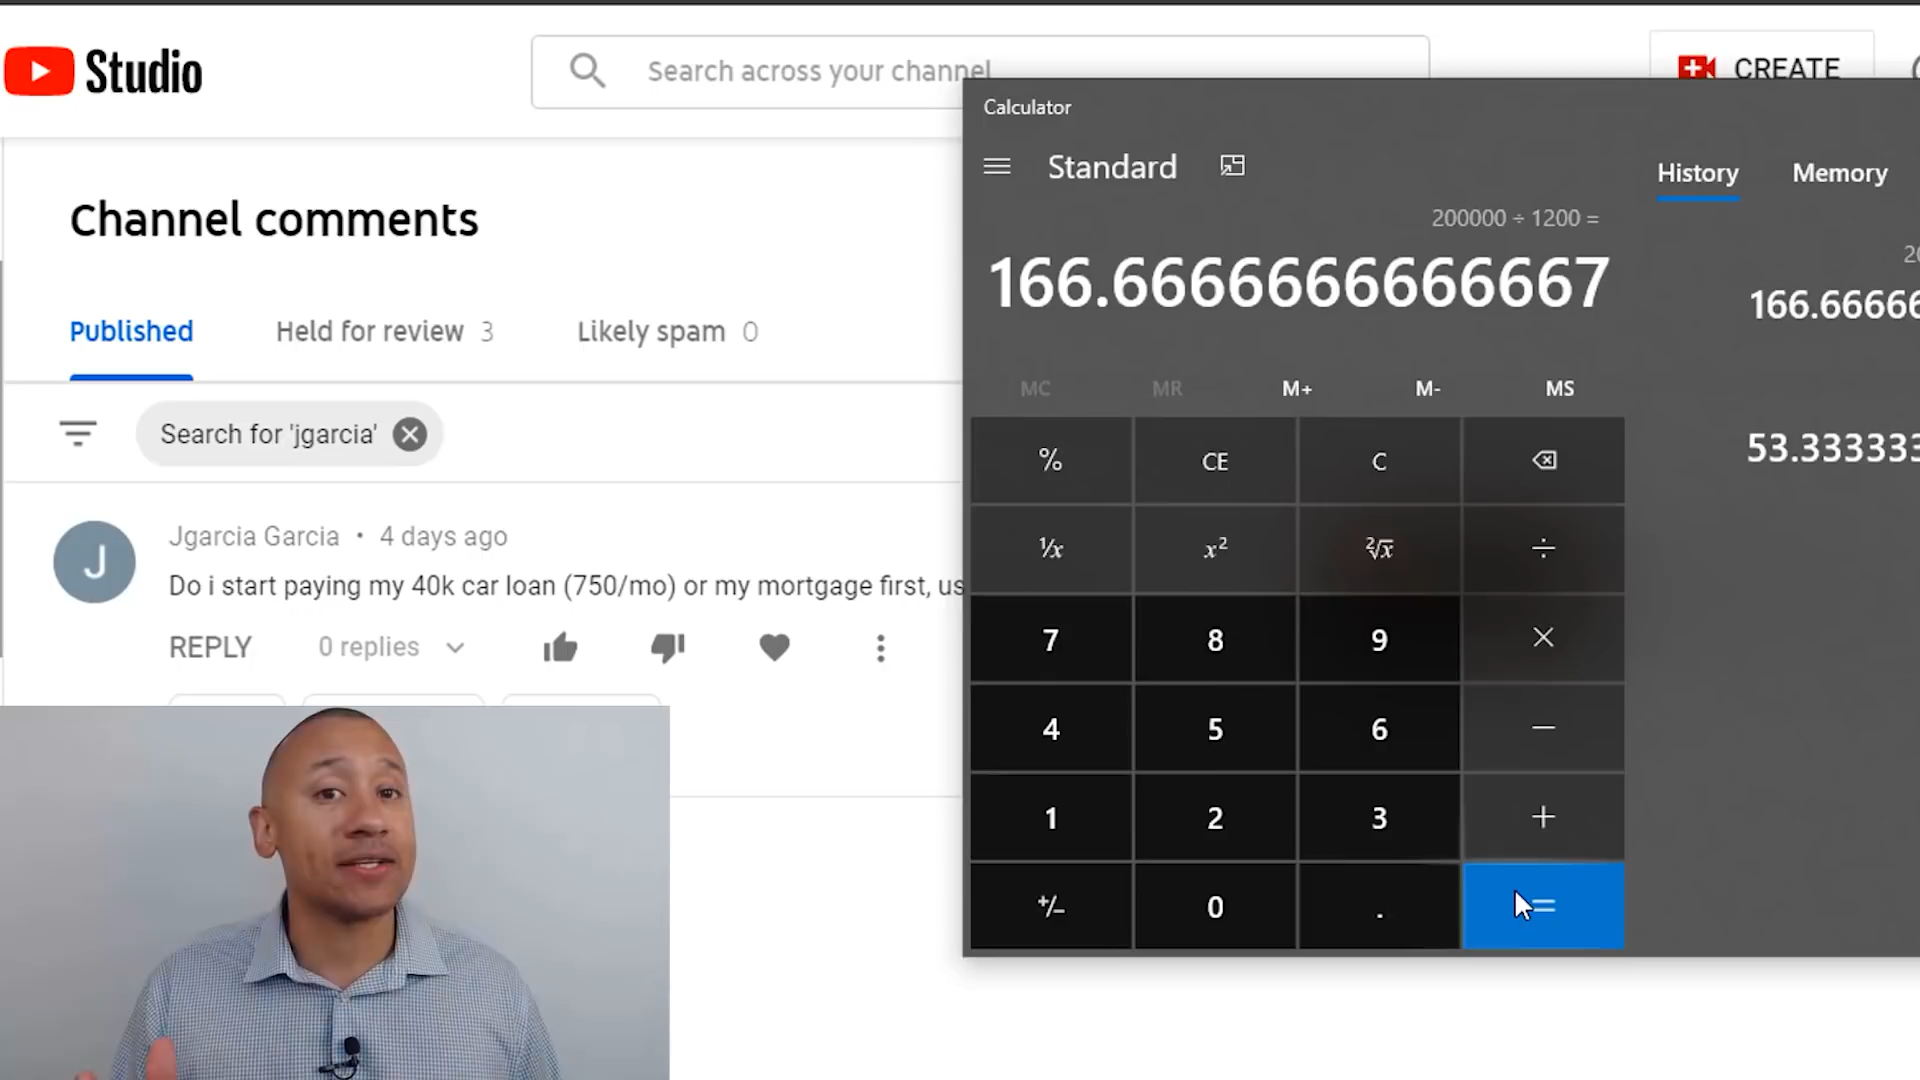 Studio
Search across your channel
CREATE
Channel comments
Published
Held for review 3
Likely spam 0
Search for 'jgarcia'
J
Jgarcia Garcia • 4 days ago
Do i start paying my 40k car loan (750/mo) or my mortgage first, us
REPLY
0 replies
Calculator
Standard
History
Memory
200000 ÷ 1200 =
166.6666666666667
20
166.66666
53.333333
MC MR M+ M- MS
% CE C
¹/x x² ²√x ÷
7 8 9 ×
4 5 6 −
1 2 3 +
+/− 0 . =